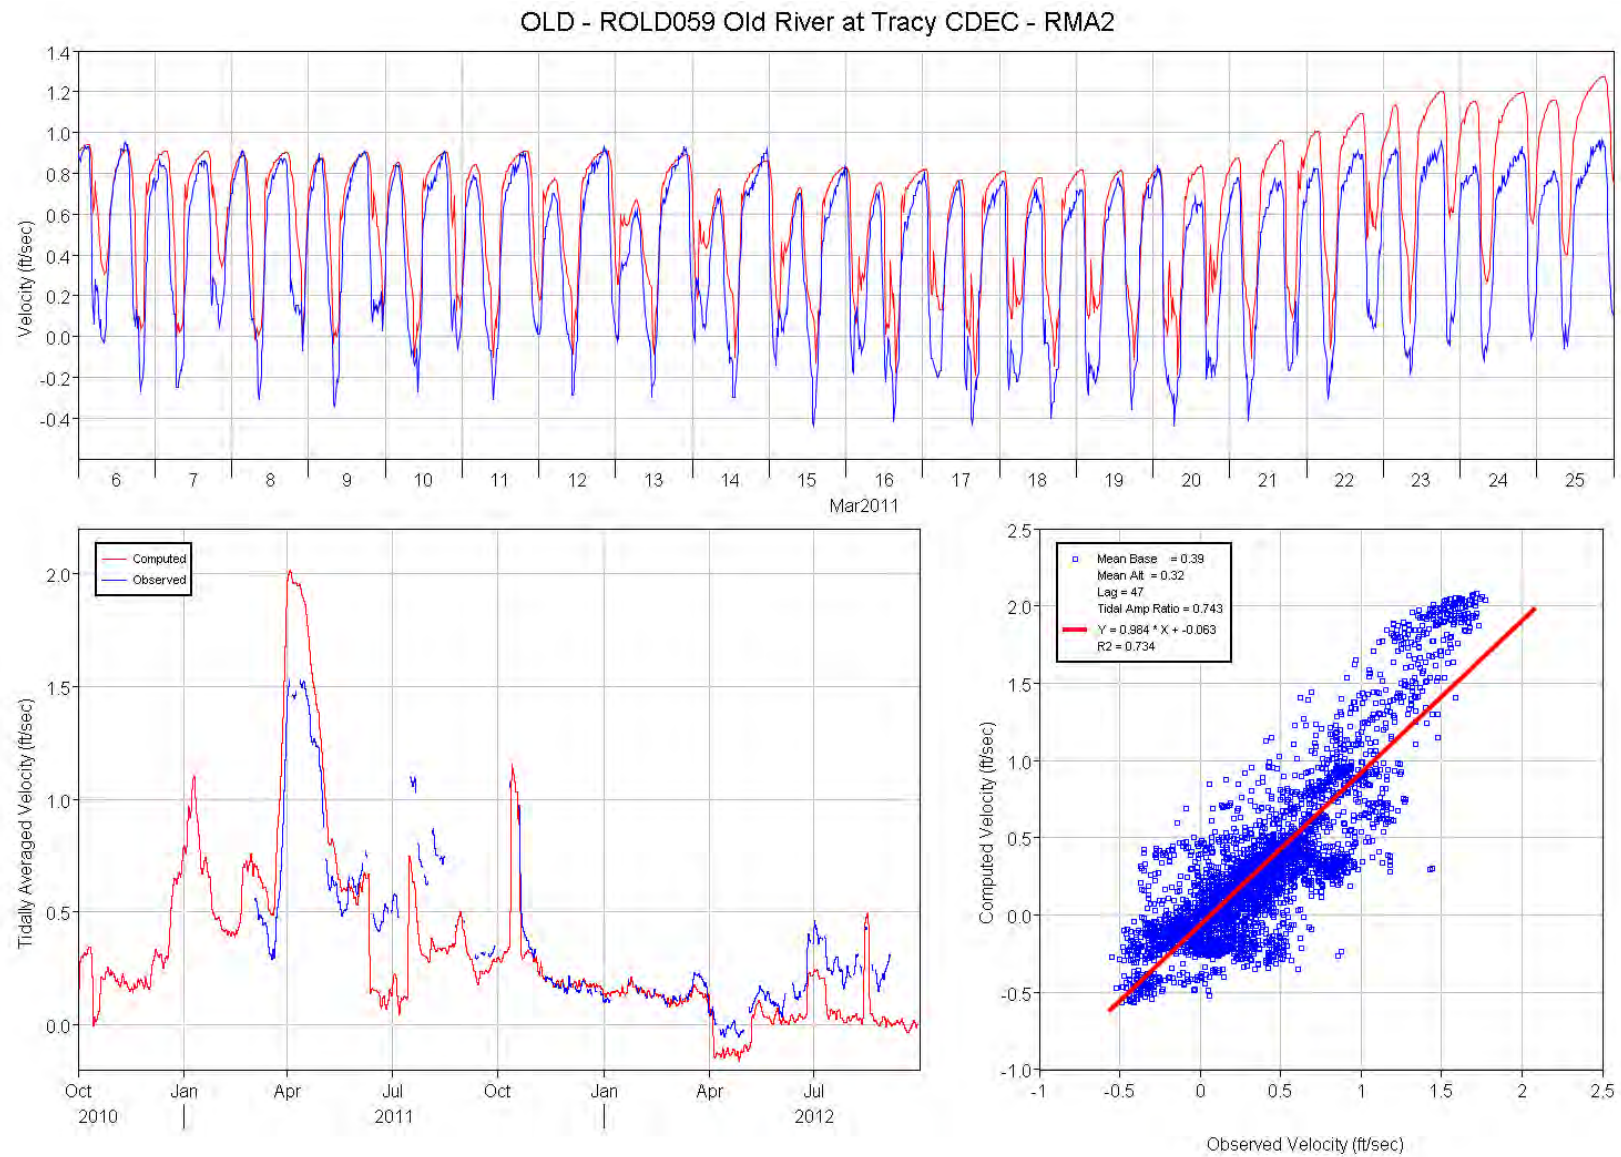 OLD - ROLD059 Old River at Tracy CDEC - RMA2
1.4
1.2
1.0
0.8
0.6
0.4
0.2
0.0
-0.2
-0.4
Velocity (ft/sec)
6 7 8 9 10 11 12 13 14 15 16 17 18 19 20 21 22 23 24 25
Mar2011
Computed
Observed
2.0
1.5
1.0
0.5
0.0
Tidally Averaged Velocity (ft/sec)
Oct Jan Apr Jul Oct Jan Apr Jul
2010 2011 2012
Mean Base = 0.39
Mean Alt = 0.32
Lag = 47
Tidal Amp Ratio = 0.743
Y = 0.984 * X + -0.063
R2 = 0.734
2.5
2.0
1.5
1.0
0.5
0.0
-0.5
-1.0
Computed Velocity (ft/sec)
-1 -0.5 0 0.5 1 1.5 2 2.5
Observed Velocity (ft/sec)